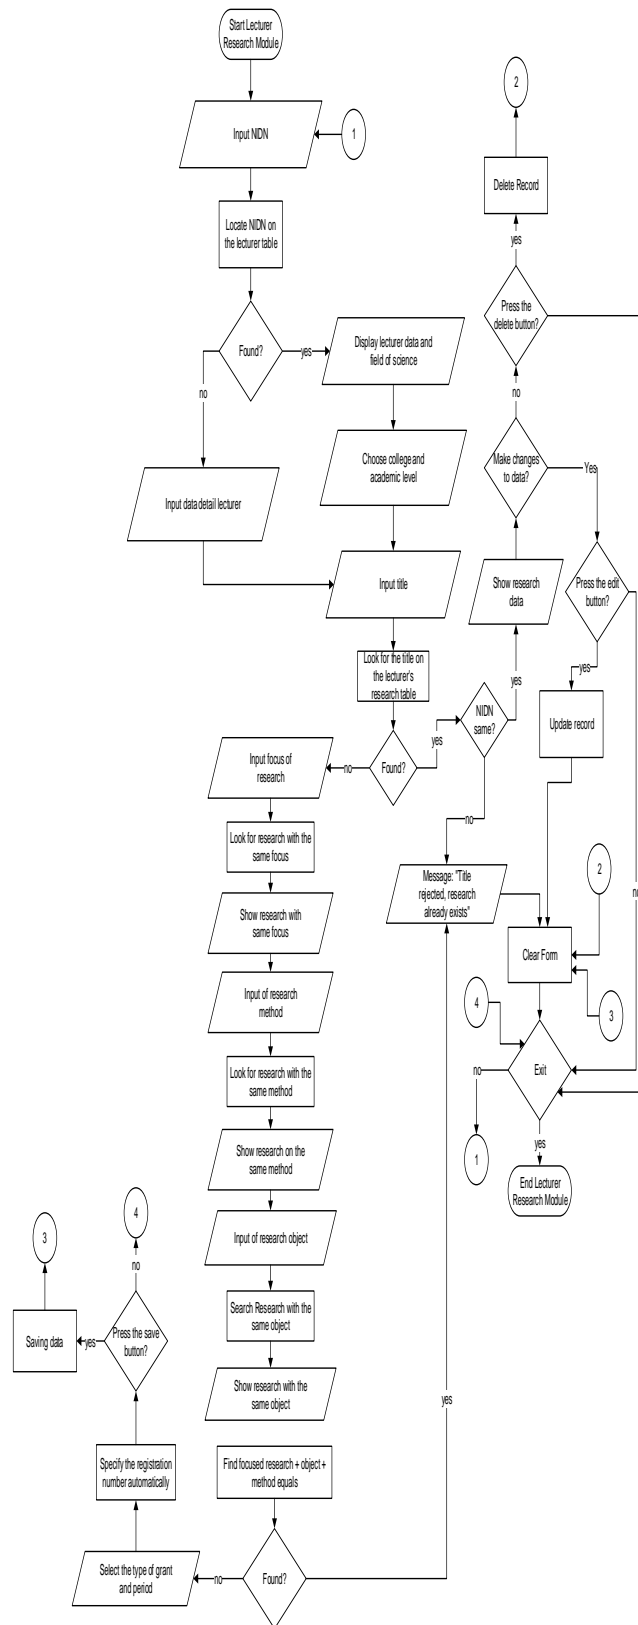 Start Lecturer
Research Module
Input NIDN
1
Locate NIDN on
the lecturer table
Found?
yes
no
Display lecturer data and
field of science
Choose college and
academic level
Input data detail lecturer
Input title
Look for the title on
the lecturer's
research table
Found?
yes
no
NIDN
same?
yes
no
Show research
data
Make changes
to data?
Yes
no
Press the
delete button?
yes
no
Delete Record
2
Press the edit
button?
yes
Update record
Message: "Title
rejected, research
already exists"
2
Clear Form
3
4
Exit
no
yes
1
End Lecturer
Research Module
Input focus of
research
Look for research with the
same focus
Show research with
same focus
Input of research
method
Look for research with the
same method
Show research on the
same method
Input of research object
Search Research with the
same object
Show research with the
same object
Find focused research + object +
method equals
Found?
yes
no
Select the type of grant
and period
Specify the registration
number automatically
Press the save
button?
no
4
yes
Saving data
3